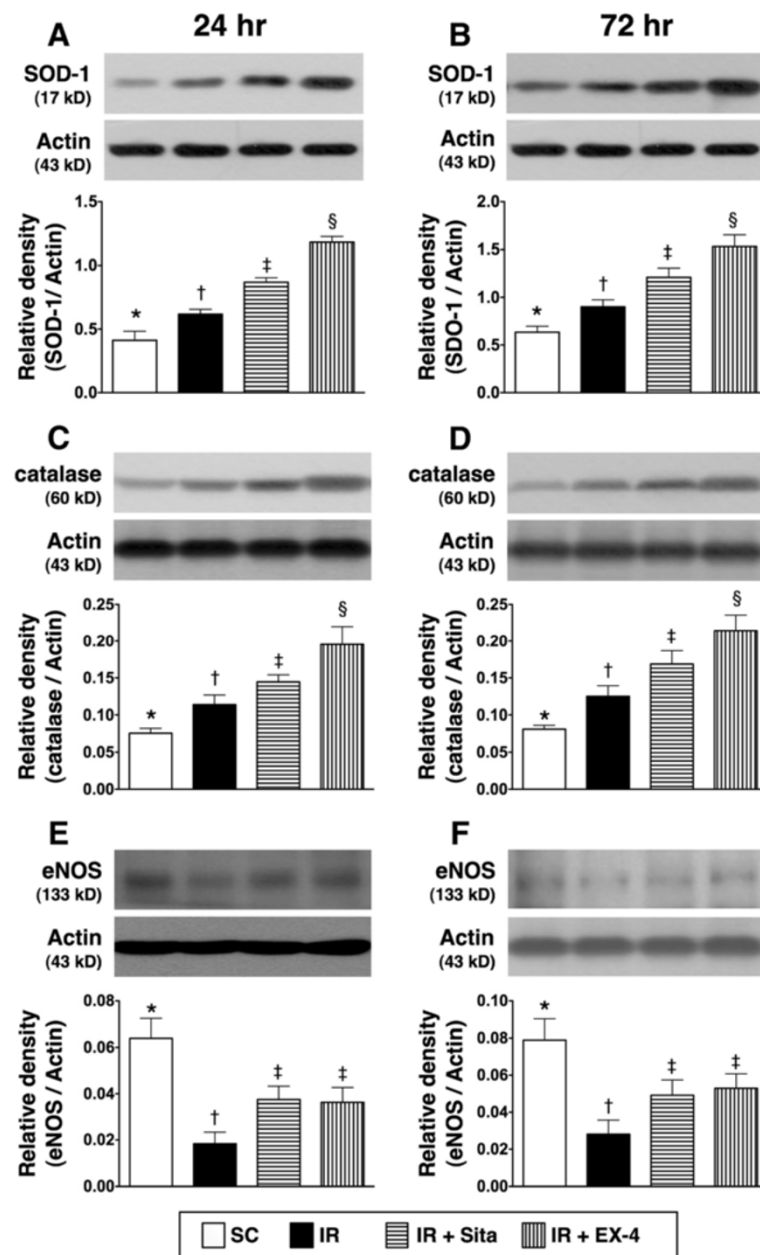 24 hr
72 hr
A
SOD-1
(17 kD)
Actin
(43 kD)
Relative density
(SOD-1/ Actin)
1.5
1.0
0.5
0.0
*
†
‡
§
B
SOD-1
(17 kD)
Actin
(43 kD)
Relative density
(SDO-1 / Actin)
2.0
1.5
1.0
0.5
0.0
*
†
‡
§
C
catalase
(60 kD)
Actin
(43 kD)
Relative density
(catalase / Actin)
0.25
0.20
0.15
0.10
0.05
0.00
*
†
‡
§
D
catalase
(60 kD)
Actin
(43 kD)
Relative density
(catalase / Actin)
0.25
0.20
0.15
0.10
0.05
0.00
*
†
‡
§
E
eNOS
(133 kD)
Actin
(43 kD)
Relative density
(eNOS / Actin)
0.08
0.06
0.04
0.02
0.00
*
†
‡
‡
F
eNOS
(133 kD)
Actin
(43 kD)
Relative density
(eNOS / Actin)
0.10
0.08
0.06
0.04
0.02
0.00
*
†
‡
‡
SC IR IR + Sita IR + EX-4